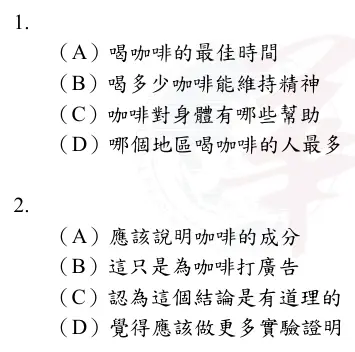 1.
（A）喝咖啡的最佳時間
（B）喝多少咖啡能維持精神
（C）咖啡對身體有哪些幫助
（D）哪個地區喝咖啡的人最多
2.
（A）應該說明咖啡的成分
（B）這只是為咖啡打廣告
（C）認為這個結論是有道理的
（D）覺得應該做更多實驗證明